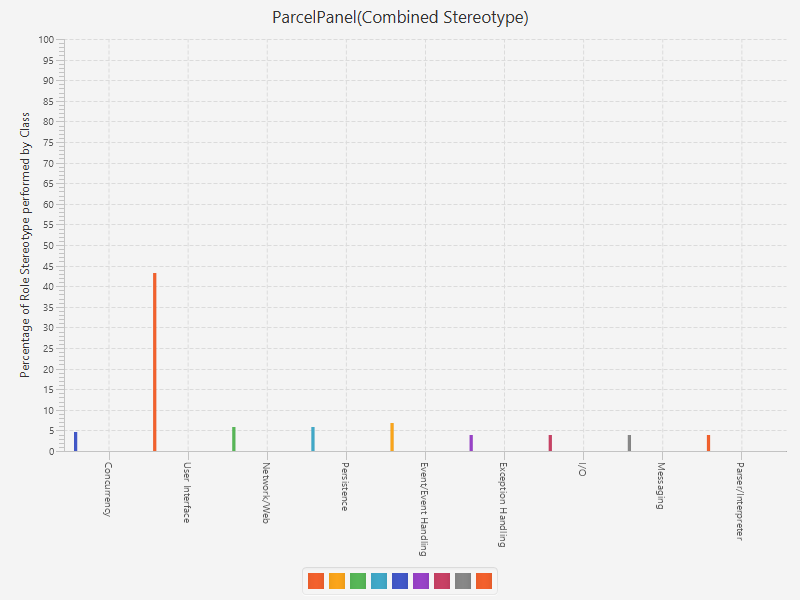 ParcelPanel(Combined Stereotype)
Percentage of Role Stereotype performed by Class
100
95
90
85
80
75
70
65
60
55
50
45
40
35
30
25
20
15
10
5
0
Concurrency
User Interface
Network/Web
Persistence
Event/Event Handling
Exception Handling
I/O
Messaging
Parser/Interpreter